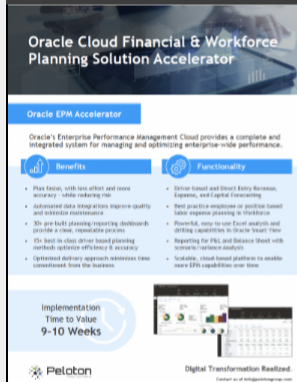 Oracle Cloud Financial & Workforce
Planning Solution Accelerator
Oracle EPM Accelerator
Oracle's Enterprise Performance Management Cloud provides a complete and
integrated system for managing and optimizing enterprise-wide performance.
Benefits
• Plan faster, with less effort and more
accuracy - while reducing risk
• Automated data integrations improve quality
and minimize maintenance
• 30+ pre-built planning/reporting dashboards
provide a clear, repeatable process
• 15+ best in class driver based planning
methods optimize efficiency & accuracy
• Optimized delivery approach minimizes time
commitment from the business
Functionality
• Driver-based and Direct Entry Revenue,
Expense, and Capital Forecasting
• Best practice employee or position based
labor expense planning in Workforce
• Powerful, easy-to-use Excel analysis and
drilling capabilities in Oracle Smart View
• Reporting for P&L and Balance Sheet with
scenario/variance Analysis
• Scalable, cloud-based platform to enable
more EPM capabilities over time
Implementation
Time to Value
9-10 Weeks
Peloton
Digital Transformation Realized.
Contact us at info@pelotongroup.com